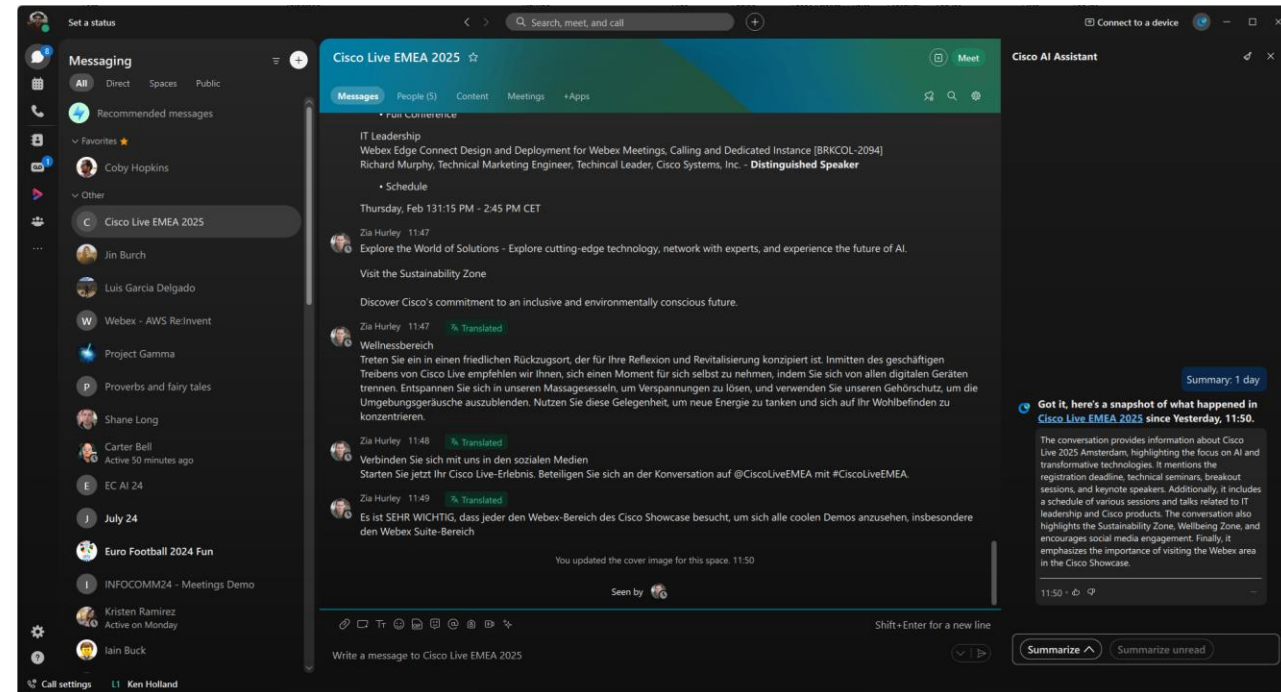 Set a status
Search, meet, and call
Connect to a device
8
Messaging
All Direct Spaces Public
Recommended messages
Favorites
1
Coby Hopkins
Other
C Cisco Live EMEA 2025
Jin Burch
Luis Garcia Delgado
W Webex - AWS Re:Invent
Project Gamma
P Proverbs and fairy tales
Shane Long
Carter Bell
Active 50 minutes ago
E EC AI 24
J July 24
Euro Football 2024 Fun
I INFOCOMM24 - Meetings Demo
Kristen Ramirez
Active on Monday
Iain Buck
Call settings L1 Ken Holland
Cisco Live EMEA 2025
Meet
Messages People (5) Content Meetings +Apps
• Full Conference
IT Leadership
Webex Edge Connect Design and Deployment for Webex Meetings, Calling and Dedicated Instance [BRKCOL-2094]
Richard Murphy, Technical Marketing Engineer, Techincal Leader, Cisco Systems, Inc. - Distinguished Speaker
• Schedule
Thursday, Feb 131:15 PM - 2:45 PM CET
Zia Hurley 11:47
Explore the World of Solutions - Explore cutting-edge technology, network with experts, and experience the future of AI.
Visit the Sustainability Zone
Discover Cisco's commitment to an inclusive and environmentally conscious future.
Zia Hurley 11:47 Translated
Wellnessbereich
Treten Sie ein in einen friedlichen Rückzugsort, der für Ihre Reflexion und Revitalisierung konzipiert ist. Inmitten des geschäftigen
Treibens von Cisco Live empfehlen wir Ihnen, sich einen Moment für sich selbst zu nehmen, indem Sie sich von allen digitalen Geräten
trennen. Entspannen Sie sich in unseren Massagesesseln, um Verspannungen zu lösen, und verwenden Sie unseren Gehörschutz, um die
Umgebungsgeräusche auszublenden. Nutzen Sie diese Gelegenheit, um neue Energie zu tanken und sich auf Ihr Wohlbefinden zu
konzentrieren.
Zia Hurley 11:48 Translated
Verbinden Sie sich mit uns in den sozialen Medien
Starten Sie jetzt Ihr Cisco Live-Erlebnis. Beteiligen Sie sich an der Konversation auf @CiscoLiveEMEA mit #CiscoLiveEMEA.
Zia Hurley 11:49 Translated
Es ist SEHR WICHTIG, dass jeder den Webex-Bereich des Cisco Showcase besucht, um sich alle coolen Demos anzusehen, insbesondere
den Webex Suite-Bereich
You updated the cover image for this space. 11:50
Seen by
Shift+Enter for a new line
Write a message to Cisco Live EMEA 2025
Cisco AI Assistant
Summary: 1 day
Got it, here's a snapshot of what happened in
Cisco Live EMEA 2025 since Yesterday, 11:50.
The conversation provides information about Cisco
Live 2025 Amsterdam, highlighting the focus on AI and
transformative technologies. It mentions the
registration deadline, technical seminars, breakout
sessions, and keynote speakers. Additionally, it includes
a schedule of various sessions and talks related to IT
leadership and Cisco products. The conversation also
highlights the Sustainability Zone, Wellbeing Zone, and
encourages social media engagement. Finally, it
emphasizes the importance of visiting the Webex area
in the Cisco Showcase.
11:50
Summarize Summarize unread